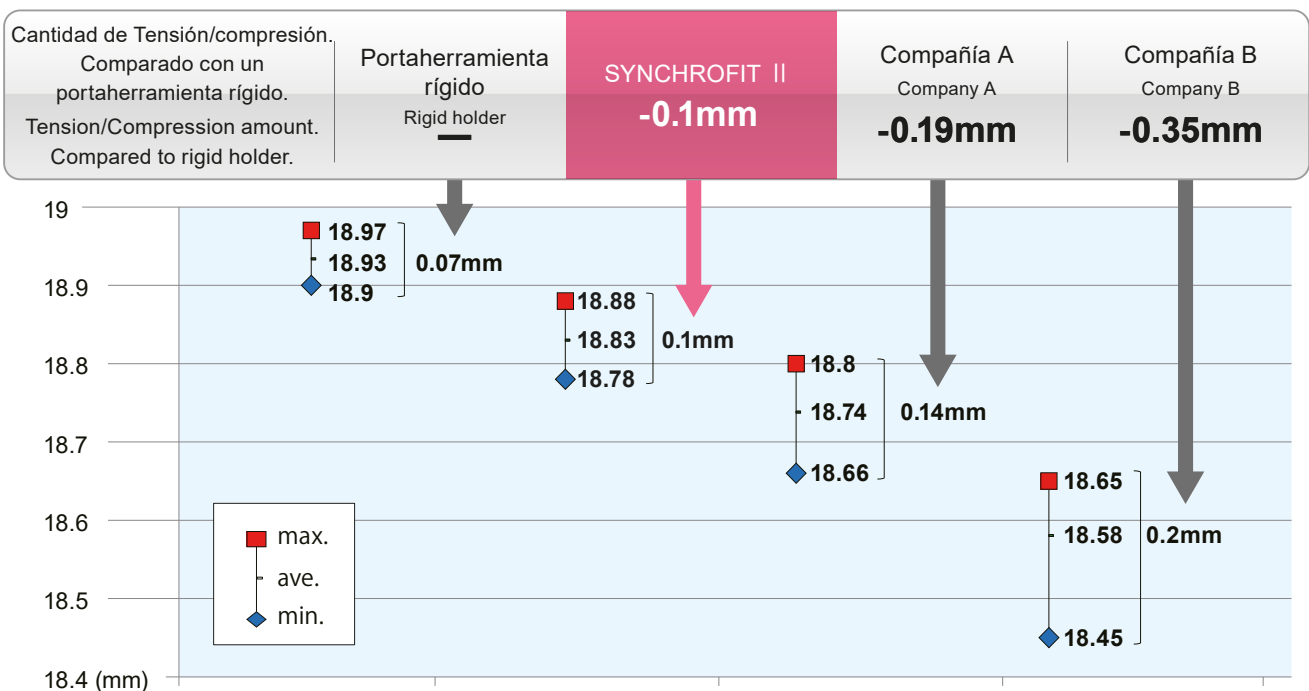 Cantidad de Tensión/compresión.
Comparado con un
portaherramienta rígido.
Tension/Compression amount.
Compared to rigid holder.
Portaherramienta
rígido
Rigid holder
—
SYNCHROFIT II
-0.1mm
Compañía A
Company A
-0.19mm
Compañía B
Company B
-0.35mm
19
18.9
18.8
18.7
18.6
18.5
18.4 (mm)
18.97
18.93
18.9
0.07mm
18.88
18.83
18.78
0.1mm
18.8
18.74
18.66
0.14mm
18.65
18.58
18.45
0.2mm
max.
ave.
min.